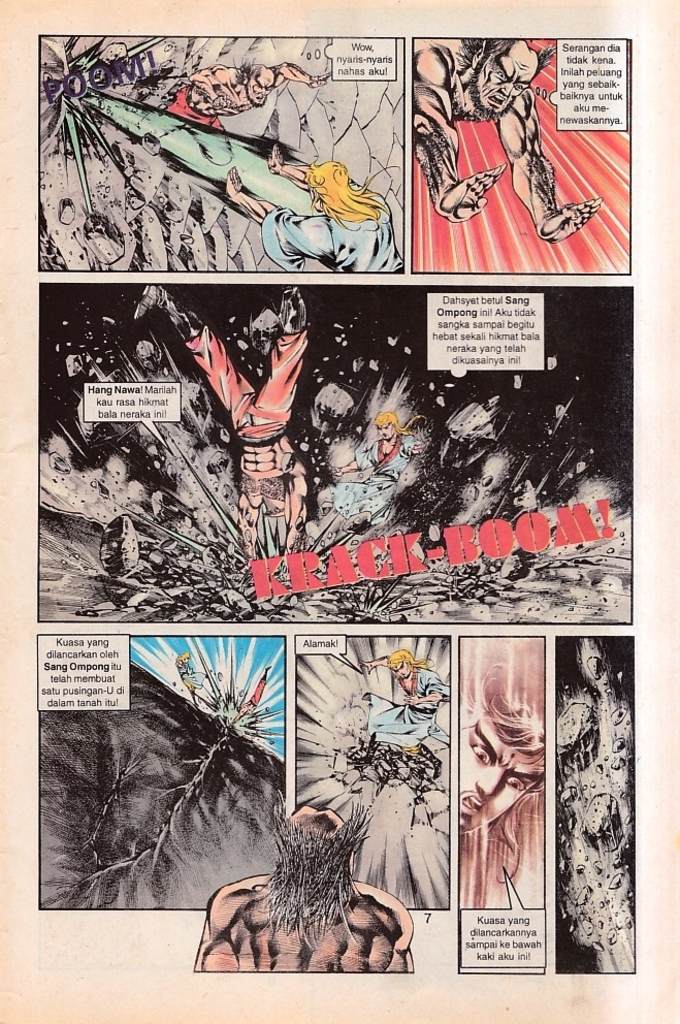 POOM!
Wow,
nyaris-nyaris
nahas aku!
Serangan dia
tidak kena.
Inilah peluang
yang sebaik-
baiknya untuk
aku me-
newaskannya.
Dahsyat betul Sang
Ompong ini! Aku tidak
sangka sampai begitu
hebat sekali hikmat bala
neraka yang telah
dikuasainya ini!
Hang Nawa! Marilah
kau rasa hikmat
bala neraka ini!
KRACK-BOOM!
Kuasa yang
dilancarkan oleh
Sang Ompong itu
telah membuat
satu pusingan-U di
dalam tanah itu!
Alamak!
Kuasa yang
dilancarkannya
sampai ke bawah
kaki aku ini!
7